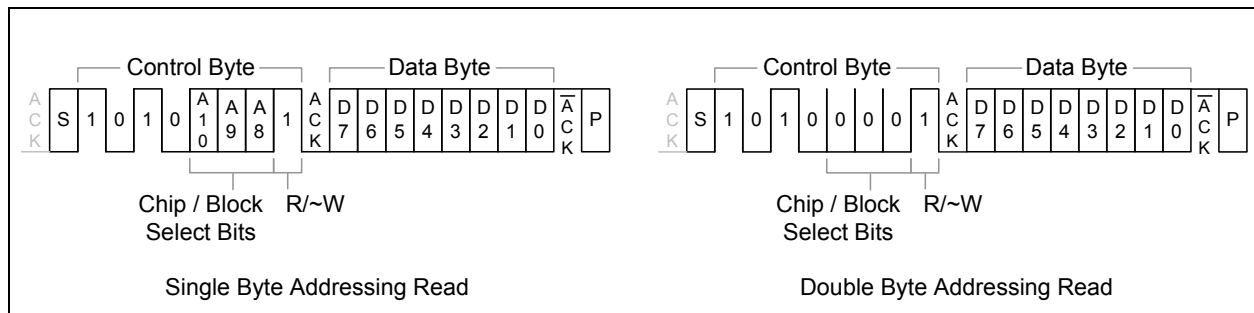 Control Byte Data Byte
ACK S 1 0 1 0 A10 A9 A8 1 ACK D7 D6 D5 D4 D3 D2 D1 D0 A̅C̅K̅ P
Chip / Block R/~W
Select Bits
Single Byte Addressing Read
Control Byte Data Byte
ACK S 1 0 1 0 0 0 0 1 ACK D7 D6 D5 D4 D3 D2 D1 D0 A̅C̅K̅ P
Chip / Block R/~W
Select Bits
Double Byte Addressing Read